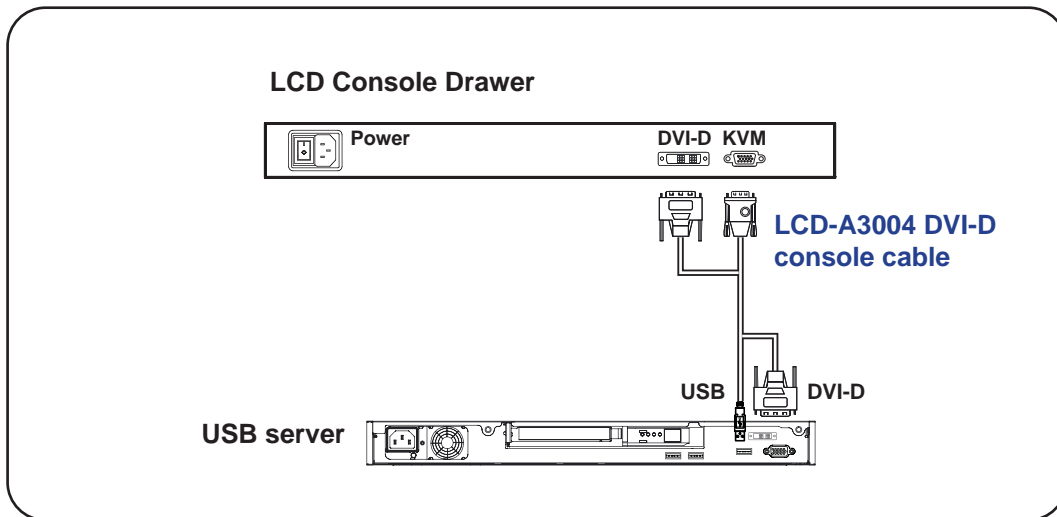 LCD Console Drawer
Power
DVI-D KVM
LCD-A3004 DVI-D
console cable
USB
DVI-D
USB server